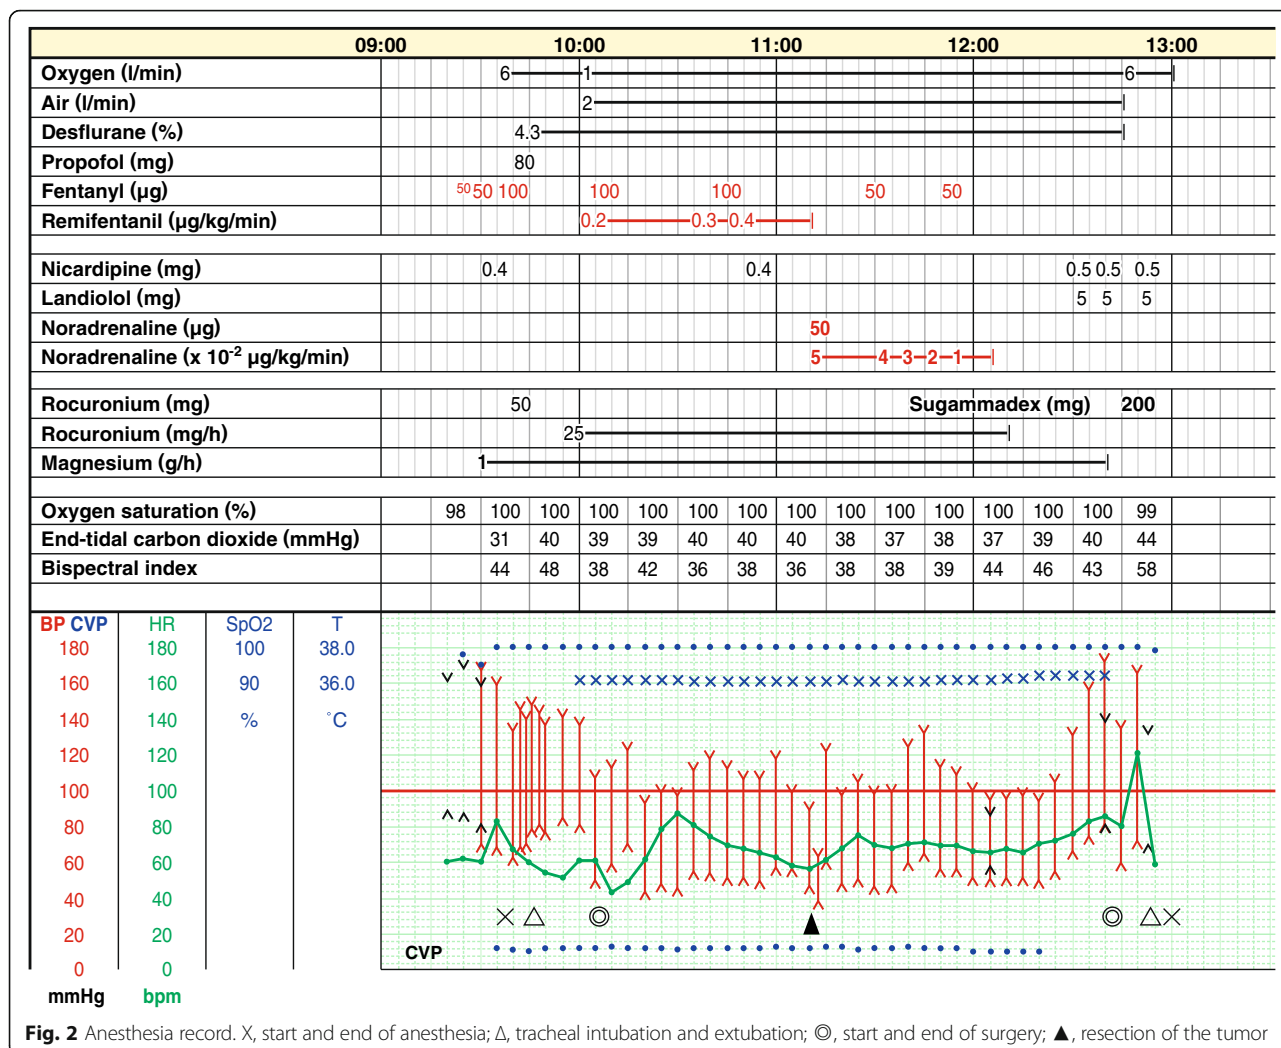 09:00 10:00 11:00 12:00 13:00
Oxygen (l/min) 6 1 6
Air (l/min) 2
Desflurane (%) 4.3
Propofol (mg) 80
Fentanyl (µg) 50 50 100 100 100 50 50
Remifentanil (µg/kg/min) 0.2 0.3 0.4
Nicardipine (mg) 0.4 0.4 0.5 0.5 0.5
Landiolol (mg) 5 5 5
Noradrenaline (µg) 50
Noradrenaline (x 10-2 µg/kg/min) 5 4 3 2 1
Rocuronium (mg) 50 Sugammadex (mg) 200
Rocuronium (mg/h) 25
Magnesium (g/h) 1
Oxygen saturation (%) 98 100 100 100 100 100 100 100 100 100 100 100 100 100 99
End-tidal carbon dioxide (mmHg) 31 40 39 39 40 40 40 38 37 38 37 39 40 44
Bispectral index 44 48 38 42 36 38 36 38 38 39 44 46 43 58
BP CVP HR SpO2 T
180 180 100 38.0
160 160 90 36.0
140 140 % °C
120 120
100 100
80 80
60 60
40 40
20 20
CVP
0 0
mmHg bpm
Fig. 2 Anesthesia record. X, start and end of anesthesia; Δ, tracheal intubation and extubation; ◎, start and end of surgery; ▲, resection of the tumor